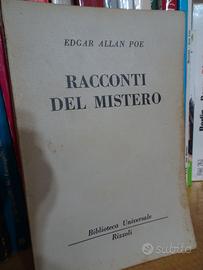 EDGAR ALLAN POE
RACCONTI
DEL MISTERO
Biblioteca Universale
Rizzoli
subito